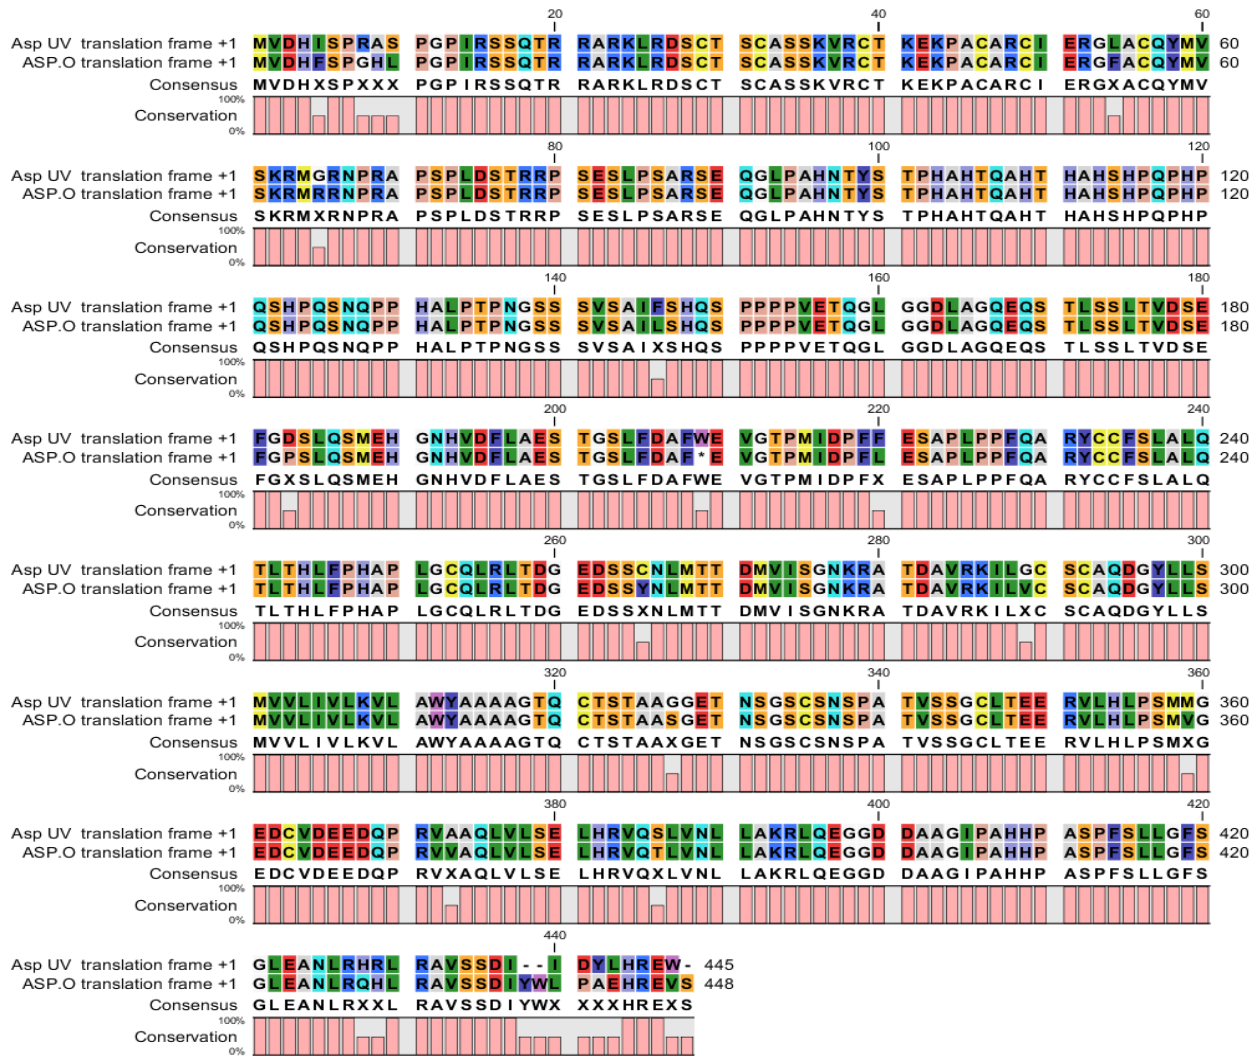 20 40 60
Asp UV translation frame +1 MVDHISPRAS PGPIRSSQTR RARKLRDSCT SCASSKVRCT KEKPACARCI ERGLACQYMV 60
ASP.O translation frame +1 MVDHFSPGHL PGPIRSSQTR RARKLRDSCT SCASSKVRCT KEKPACARCI ERGFACQYMV 60
Consensus MVDHXSPXXX PGPIRSSQTR RARKLRDSCT SCASSKVRCT KEKPACARCI ERGXACQYMV
100%
Conservation
0%
80 100 120
Asp UV translation frame +1 SKRMGRNPRA PSPLDSTRRP SESLPSARSE QGLPAHNTYS TPHAHTQAHT HAHSHPQPHP 120
ASP.O translation frame +1 SKRMRRNPRA PSPLDSTRRP SESLPSARSE QGLPAHNTYS TPHAHTQAHT HAHSHPQPHP 120
Consensus SKRMXRNPRA PSPLDSTRRP SESLPSARSE QGLPAHNTYS TPHAHTQAHT HAHSHPQPHP
100%
Conservation
0%
140 160 180
Asp UV translation frame +1 QSHPQSNQPP HALPTPNGSS SVSAIFSHQS PPPPVETQGL GGDLAGQEQS TLSSLTVDSE 180
ASP.O translation frame +1 QSHPQSNQPP HALPTPNGSS SVSAILSHQS PPPPVETQGL GGDLAGQEQS TLSSLTVDSE 180
Consensus QSHPQSNQPP HALPTPNGSS SVSAIXSHQS PPPPVETQGL GGDLAGQEQS TLSSLTVDSE
100%
Conservation
0%
200 220 240
Asp UV translation frame +1 FGDSLQSMEH GNHVDFLAES TGSLFDAFWE VGTPMIDPFF ESAPLPPFQA RYCCFSLALQ 240
ASP.O translation frame +1 FGPSLQSMEH GNHVDFLAES TGSLFDAF*E VGTPMIDPFL ESAPLPPFQA RYCCFSLALQ 240
Consensus FGXSLQSMEH GNHVDFLAES TGSLFDAFWE VGTPMIDPFX ESAPLPPFQA RYCCFSLALQ
100%
Conservation
0%
260 280 300
Asp UV translation frame +1 TLTHLFPHAP LGCQLRLTDG EDSSCNLMTT DMVISGNKRA TDAVRKILGC SCAQDGYLLS 300
ASP.O translation frame +1 TLTHLFPHAP LGCQLRLTDG EDSSYNLMTT DMVISGNKRA TDAVRKILVC SCAQDGYLLS 300
Consensus TLTHLFPHAP LGCQLRLTDG EDSSXNLMTT DMVISGNKRA TDAVRKILXC SCAQDGYLLS
100%
Conservation
0%
320 340 360
Asp UV translation frame +1 MVVLIVLKVL AWYAAAAGTQ CTSTAAGGET NSGSCSNSPA TVSSGCLTEE RVLHLPSMMG 360
ASP.O translation frame +1 MVVLIVLKVL AWYAAAAGTQ CTSTAASGET NSGSCSNSPA TVSSGCLTEE RVLHLPSMVG 360
Consensus MVVLIVLKVL AWYAAAAGTQ CTSTAAXGET NSGSCSNSPA TVSSGCLTEE RVLHLPSMXG
100%
Conservation
0%
380 400 420
Asp UV translation frame +1 EDCVDEEDQP RVAAQLVLSE LHRVQSLVNL LAKRLQEGGD DAAGIPAHHP ASPFSLLGFS 420
ASP.O translation frame +1 EDCVDEEDQP RVVAQLVLSE LHRVQTLVNL LAKRLQEGGD DAAGIPAHHP ASPFSLLGFS 420
Consensus EDCVDEEDQP RVXAQLVLSE LHRVQXLVNL LAKRLQEGGD DAAGIPAHHP ASPFSLLGFS
100%
Conservation
0%
440
Asp UV translation frame +1 GLEANLRHRL RAVSSDI--I DYLHREW- 445
ASP.O translation frame +1 GLEANLRQHL RAVSSDIYWL PAEHREVS 448
Consensus GLEANLRXXL RAVSSDIYWX XXXHREXS
100%
Conservation
0%